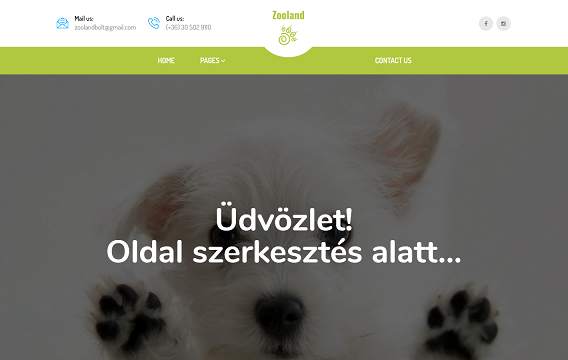 Mail us:
zoolandbolt@gmail.com
Call us:
(+36) 30 502 9110
Zooland
HOME
PAGES
CONTACT US
Üdvözlet!
Oldal szerkesztés alatt...